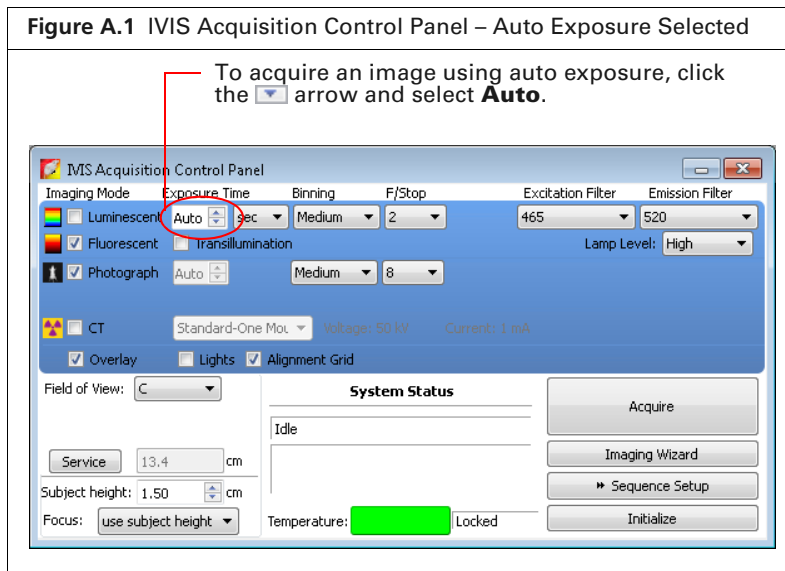 Figure A.1 IVIS Acquisition Control Panel – Auto Exposure Selected
To acquire an image using auto exposure, click
the arrow and select Auto.
IVIS Acquisition Control Panel
Imaging Mode Exposure Time Binning F/Stop Excitation Filter Emission Filter
Luminescent Auto sec Medium 2 465 520
Fluorescent Transillumination Lamp Level: High
Photograph Auto Medium 8
CT Standard-One Mou Voltage: 50 kV Current: 1 mA
Overlay Lights Alignment Grid
Field of View: C System Status Acquire
Idle
Service 13.4 cm Imaging Wizard
Subject height: 1.50 cm Sequence Setup
Focus: use subject height Temperature: Locked Initialize